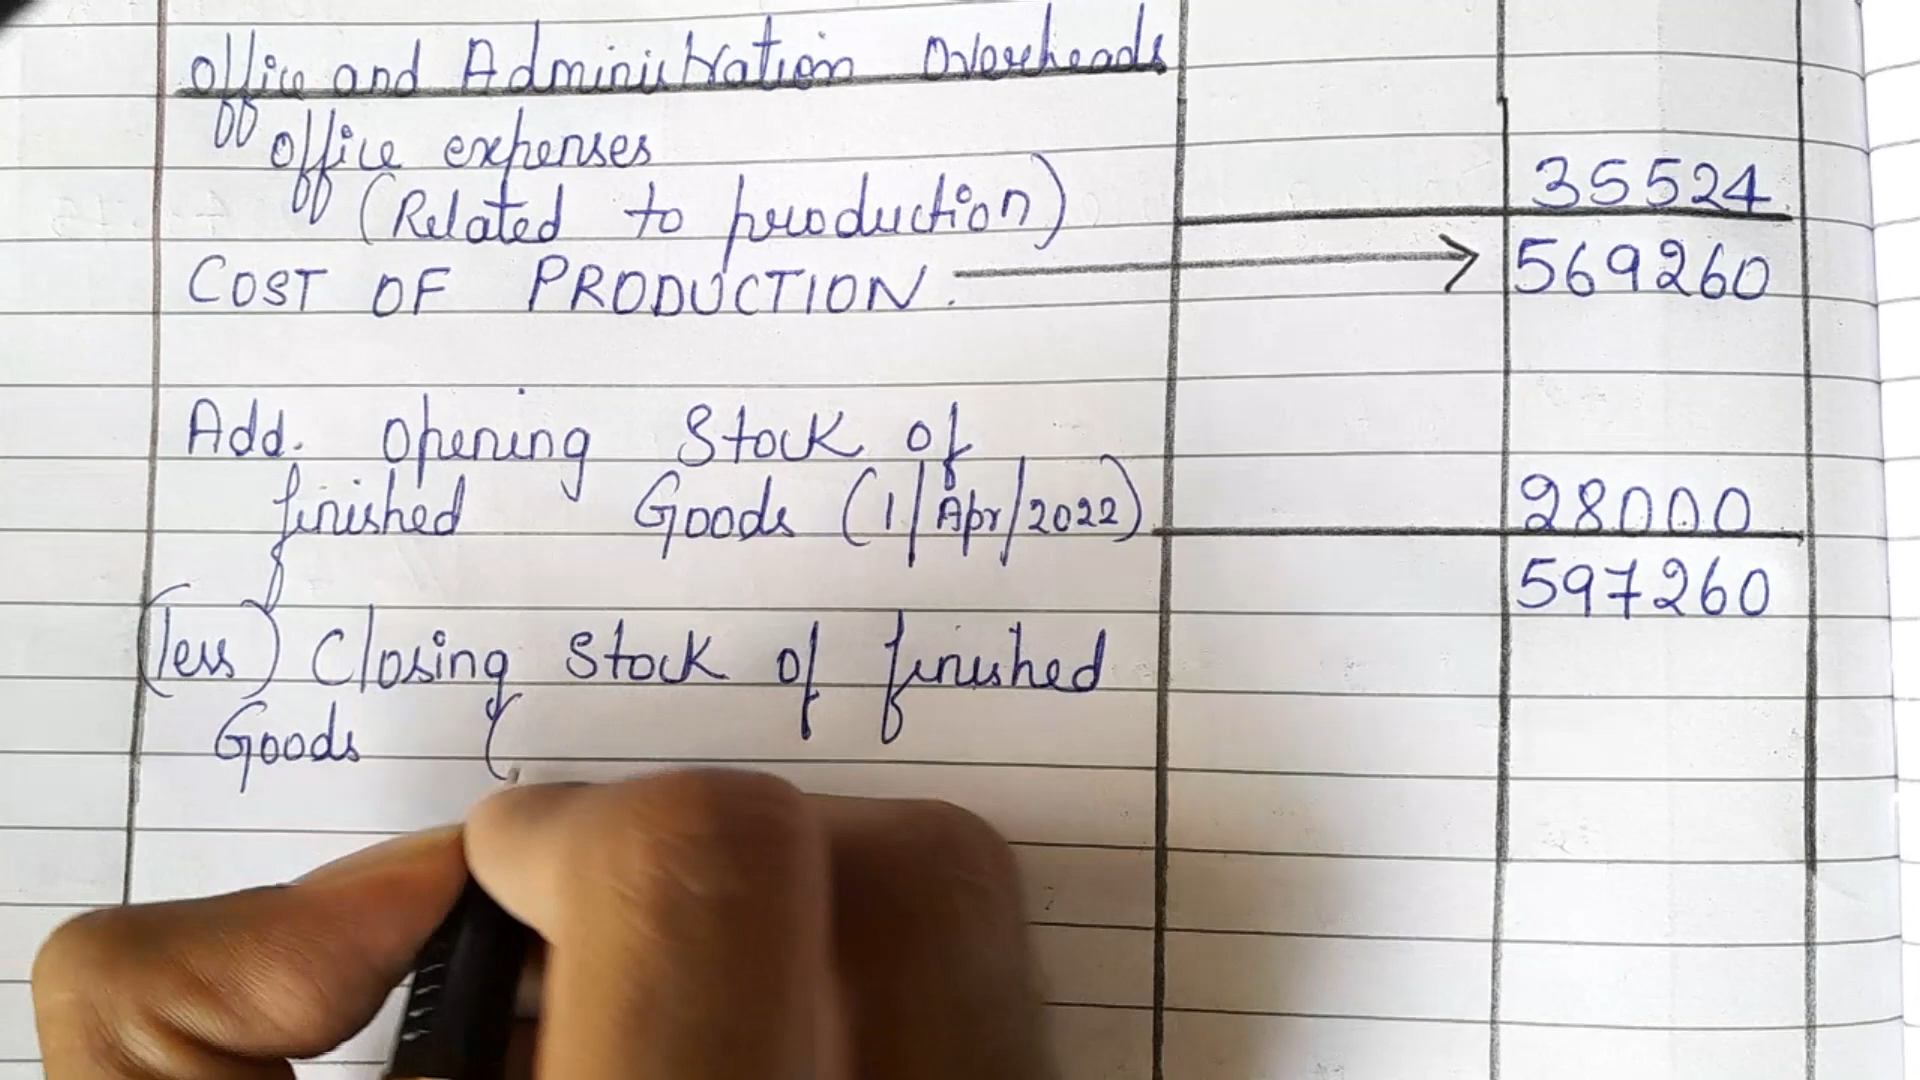 Office and Administration Overheads
Office expenses
(Related to production) 35524
COST OF PRODUCTION. → 569260
Add. Opening Stock of
finished Goods (1/Apr/2022) 28000
597260
(less) Closing Stock of finished
Goods (